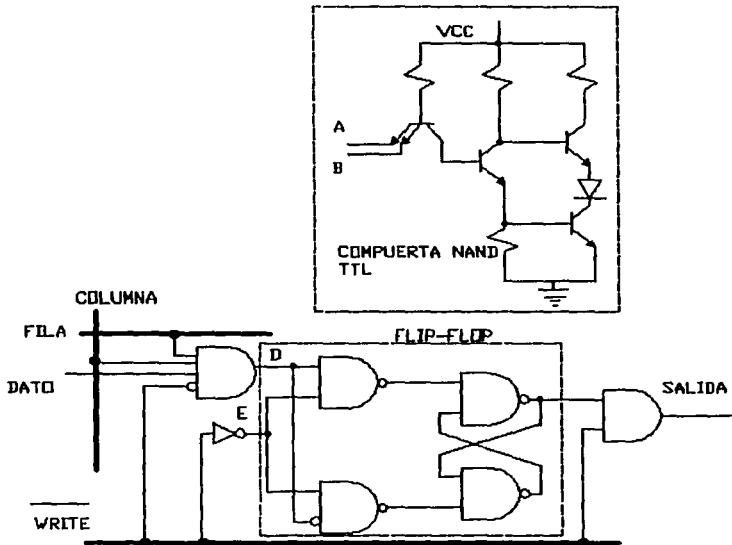 VCC
A
B
COMPUERTA NAND
TTL
COLUMNA
FILA
FLIP-FLOP
D
DATO
E
SALIDA
WRITE